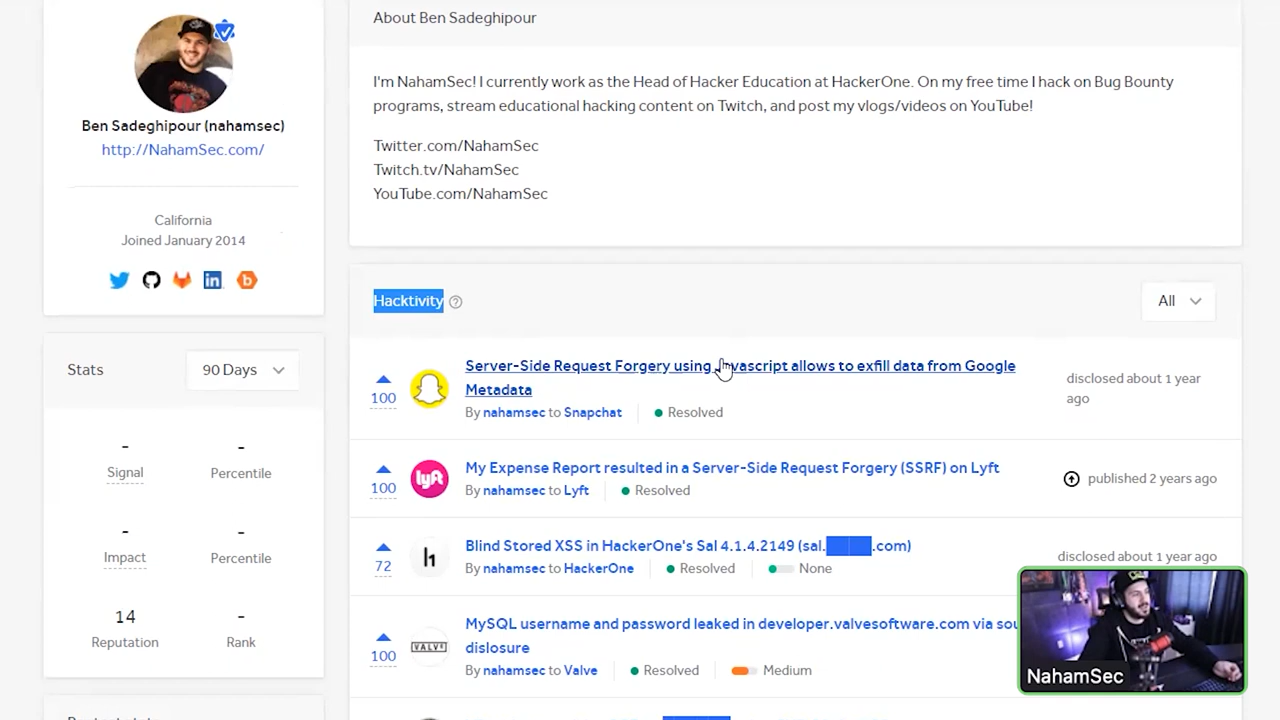 Ben Sadeghipour (nahamsec)
http://NahamSec.com/
California
Joined January 2014
Stats
90 Days
-
-
Signal
Percentile
-
-
Impact
Percentile
14
-
Reputation
Rank
About Ben Sadeghipour
I'm NahamSec! I currently work as the Head of Hacker Education at HackerOne. On my free time I hack on Bug Bounty
programs, stream educational hacking content on Twitch, and post my vlogs/videos on YouTube!
Twitter.com/NahamSec
Twitch.tv/NahamSec
YouTube.com/NahamSec
Hacktivity
All
100
Server-Side Request Forgery using Javascript allows to exfill data from Google
Metadata
By nahamsec to Snapchat
Resolved
disclosed about 1 year
ago
100
lyft
My Expense Report resulted in a Server-Side Request Forgery (SSRF) on Lyft
By nahamsec to Lyft
Resolved
published 2 years ago
72
Blind Stored XSS in HackerOne's Sal 4.1.4.2149 (sal.████.com)
By nahamsec to HackerOne
Resolved
None
disclosed about 1 year ago
100
VALVE
MySQL username and password leaked in developer.valvesoftware.com via
dislosure
By nahamsec to Valve
Resolved
Medium
NahamSec